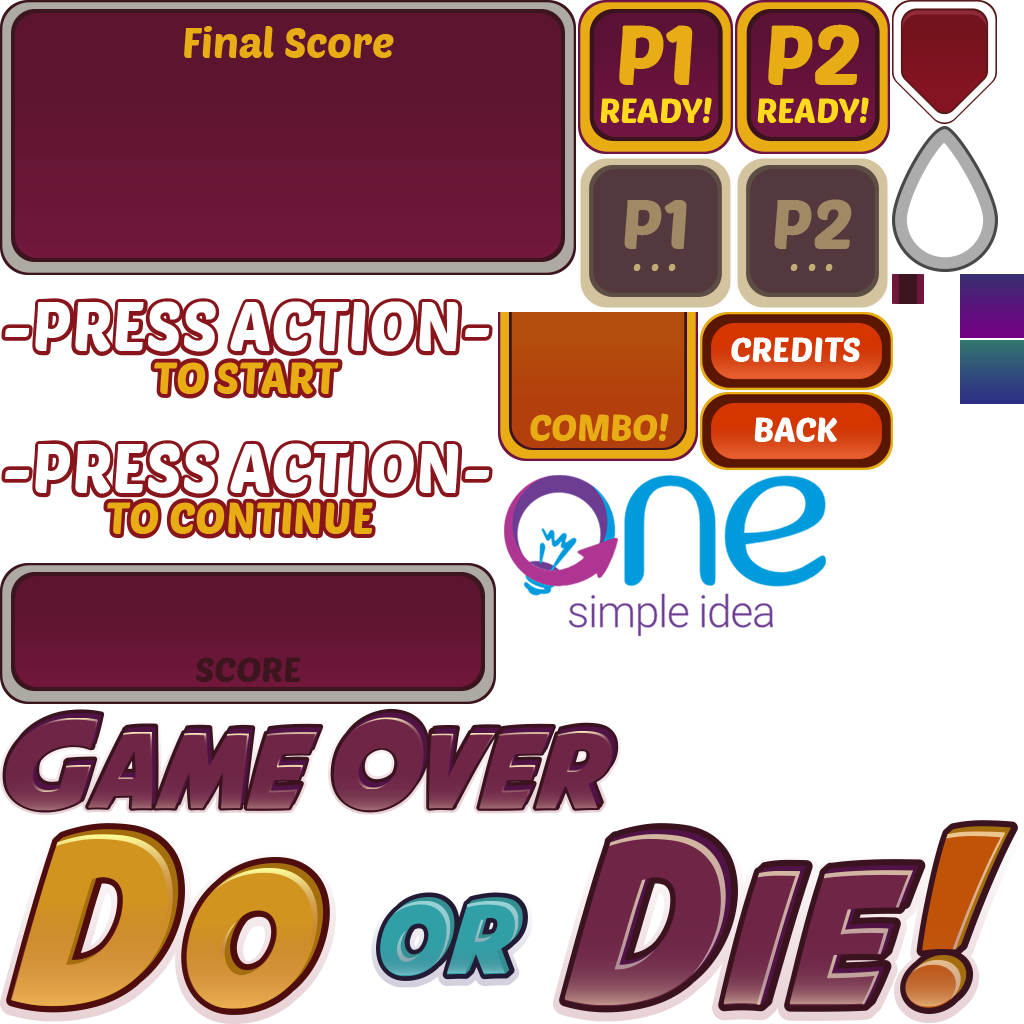 Final Score
P1
READY!
P2
READY!
P1
...
P2
...
-PRESS ACTION-
TO START
COMBO!
CREDITS
BACK
-PRESS ACTION-
TO CONTINUE
one
simple idea
SCORE
GAME OVER
DO OR DIE!